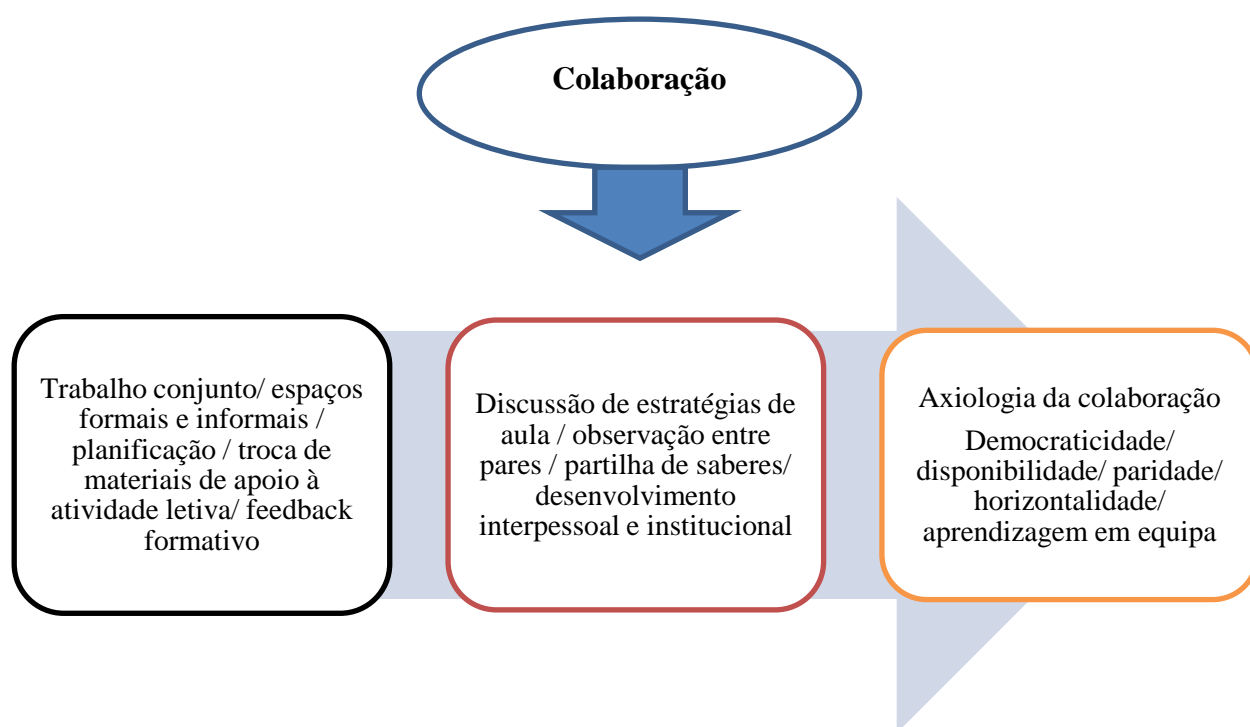 Colaboração
Trabalho conjunto/ espaços
formais e informais /
planificação / troca de
materiais de apoio à
atividade letiva/ feedback
formativo
Discussão de estratégias de
aula / observação entre
pares / partilha de saberes/
desenvolvimento
interpessoal e institucional
Axiologia da colaboração
Democraticidade/
disponibilidade/ paridade/
horizontalidade/
aprendizagem em equipa